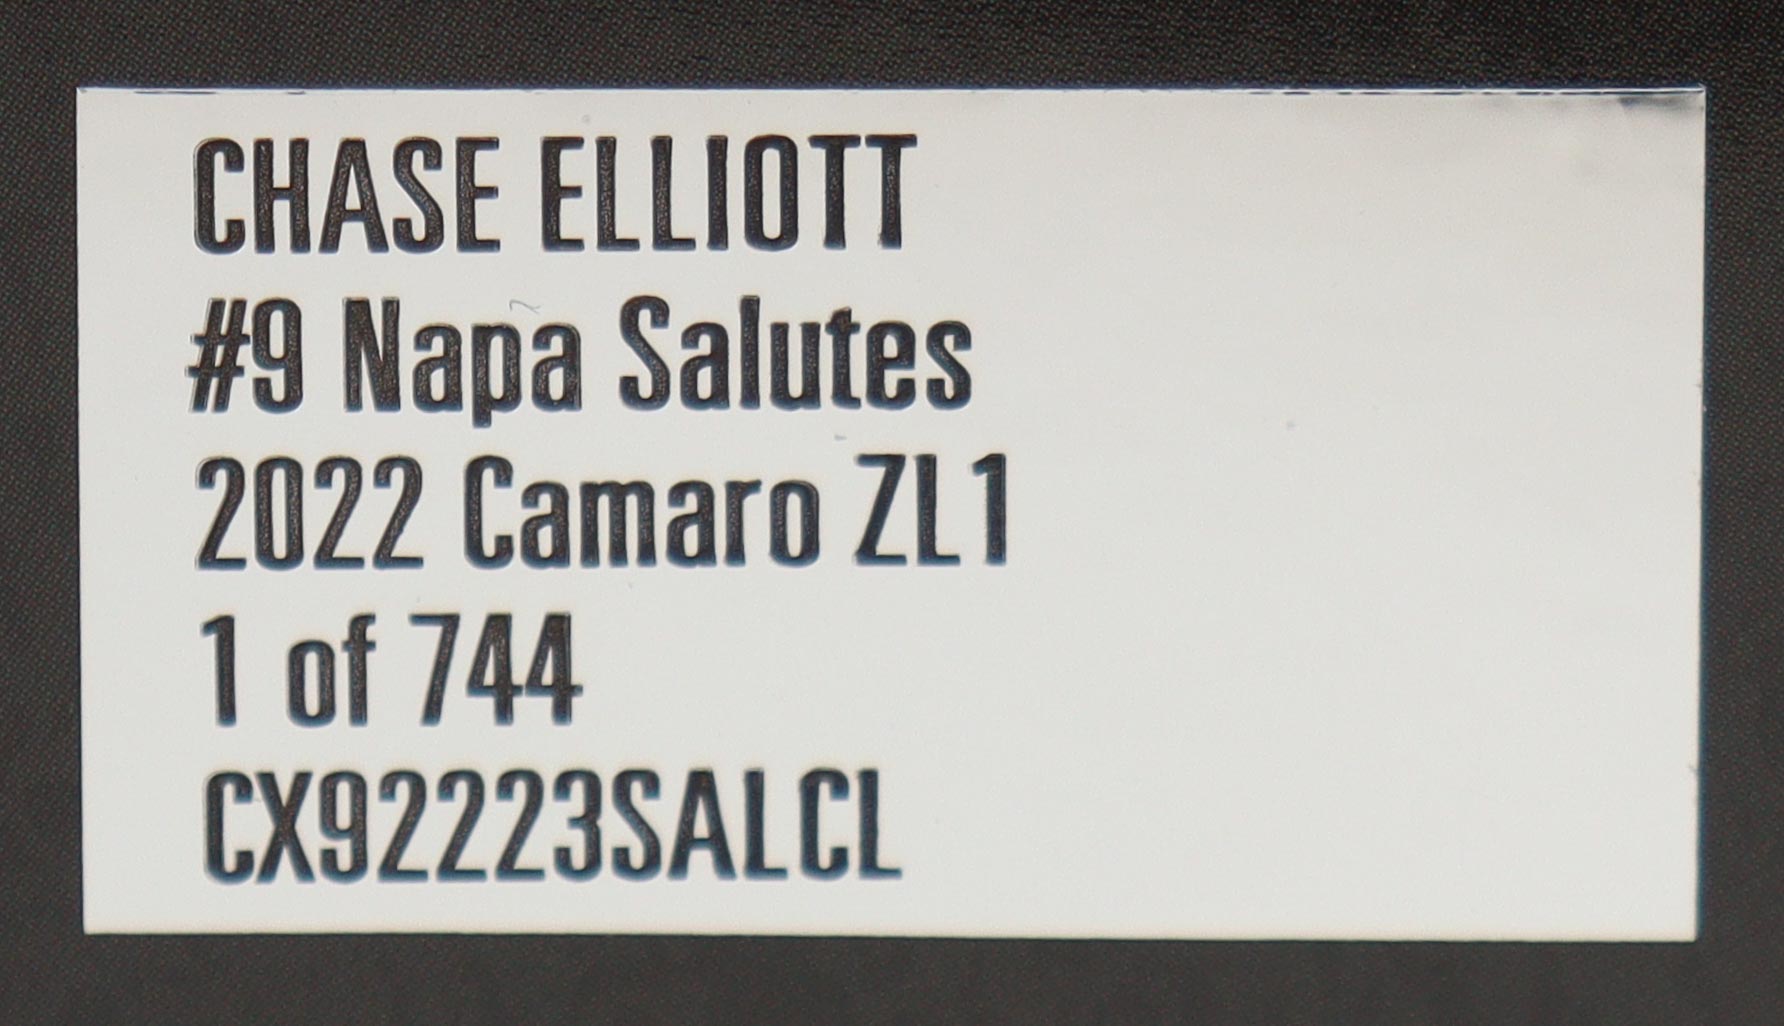 CHASE ELLIOTT
#9 Napa Salutes
2022 Camaro ZL1
1 of 744
CX92223SALCL